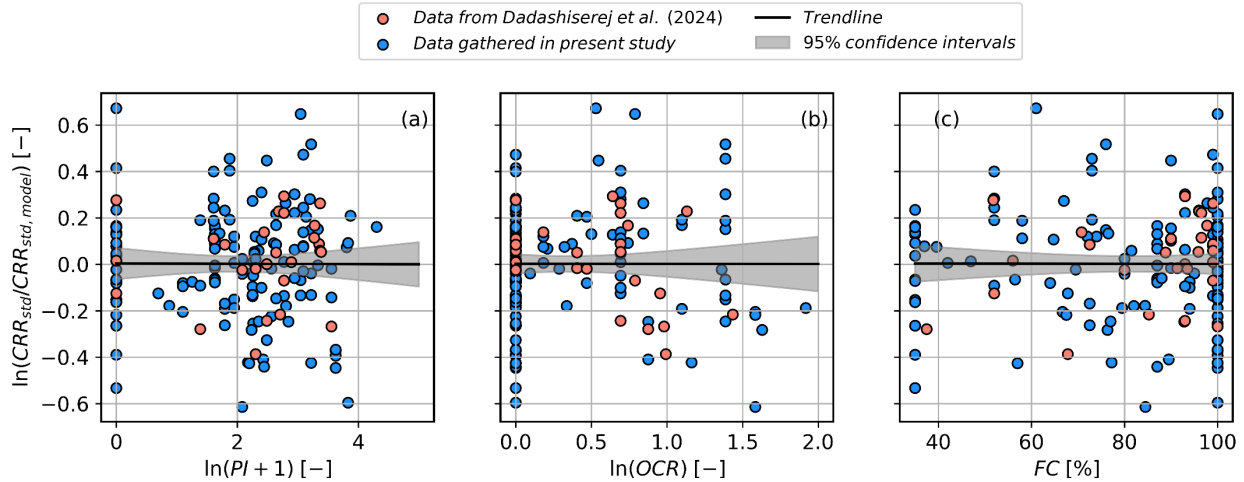 Data from Dadashiserej et al. (2024)
Data gathered in present study
Trendline
95% confidence intervals
ln(CRR_std/CRR_std,model) [−]
0.6
0.4
0.2
0.0
−0.2
−0.4
−0.6
(a)
0 2 4
ln(PI + 1) [−]
(b)
0.0 0.5 1.0 1.5 2.0
ln(OCR) [−]
(c)
40 60 80 100
FC [%]